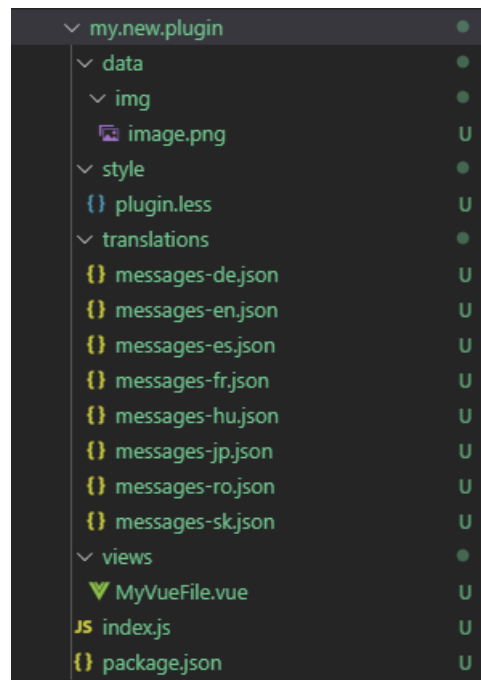 my.new.plugin
data
img
image.png U
style
{} plugin.less U
translations
{} messages-de.json U
{} messages-en.json U
{} messages-es.json U
{} messages-fr.json U
{} messages-hu.json U
{} messages-jp.json U
{} messages-ro.json U
{} messages-sk.json U
views
MyVueFile.vue U
JS index.js U
{} package.json U